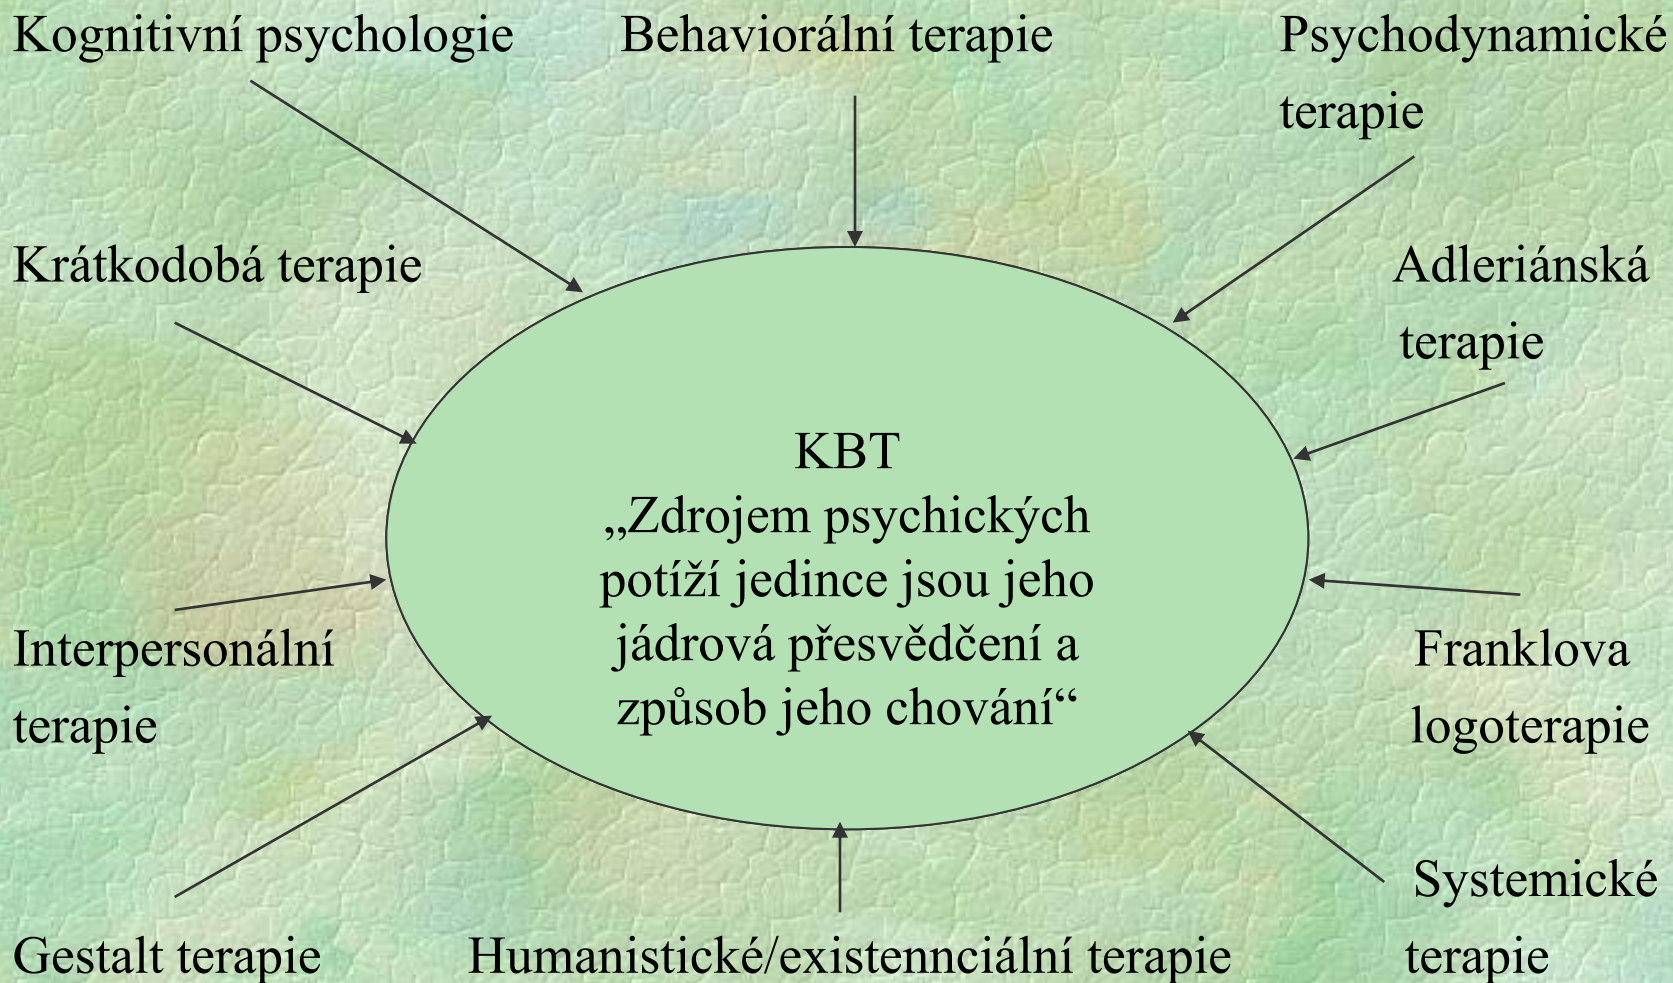 Kognitivní psychologie
Behaviorální terapie
Psychodynamické
terapie
Krátkodobá terapie
Adleriánská
terapie
KBT
„Zdrojem psychických
potíží jedince jsou jeho
jádrová přesvědčení a
způsob jeho chování“
Interpersonální
terapie
Franklova
logoterapie
Systemické
terapie
Gestalt terapie
Humanistické/existennciální terapie